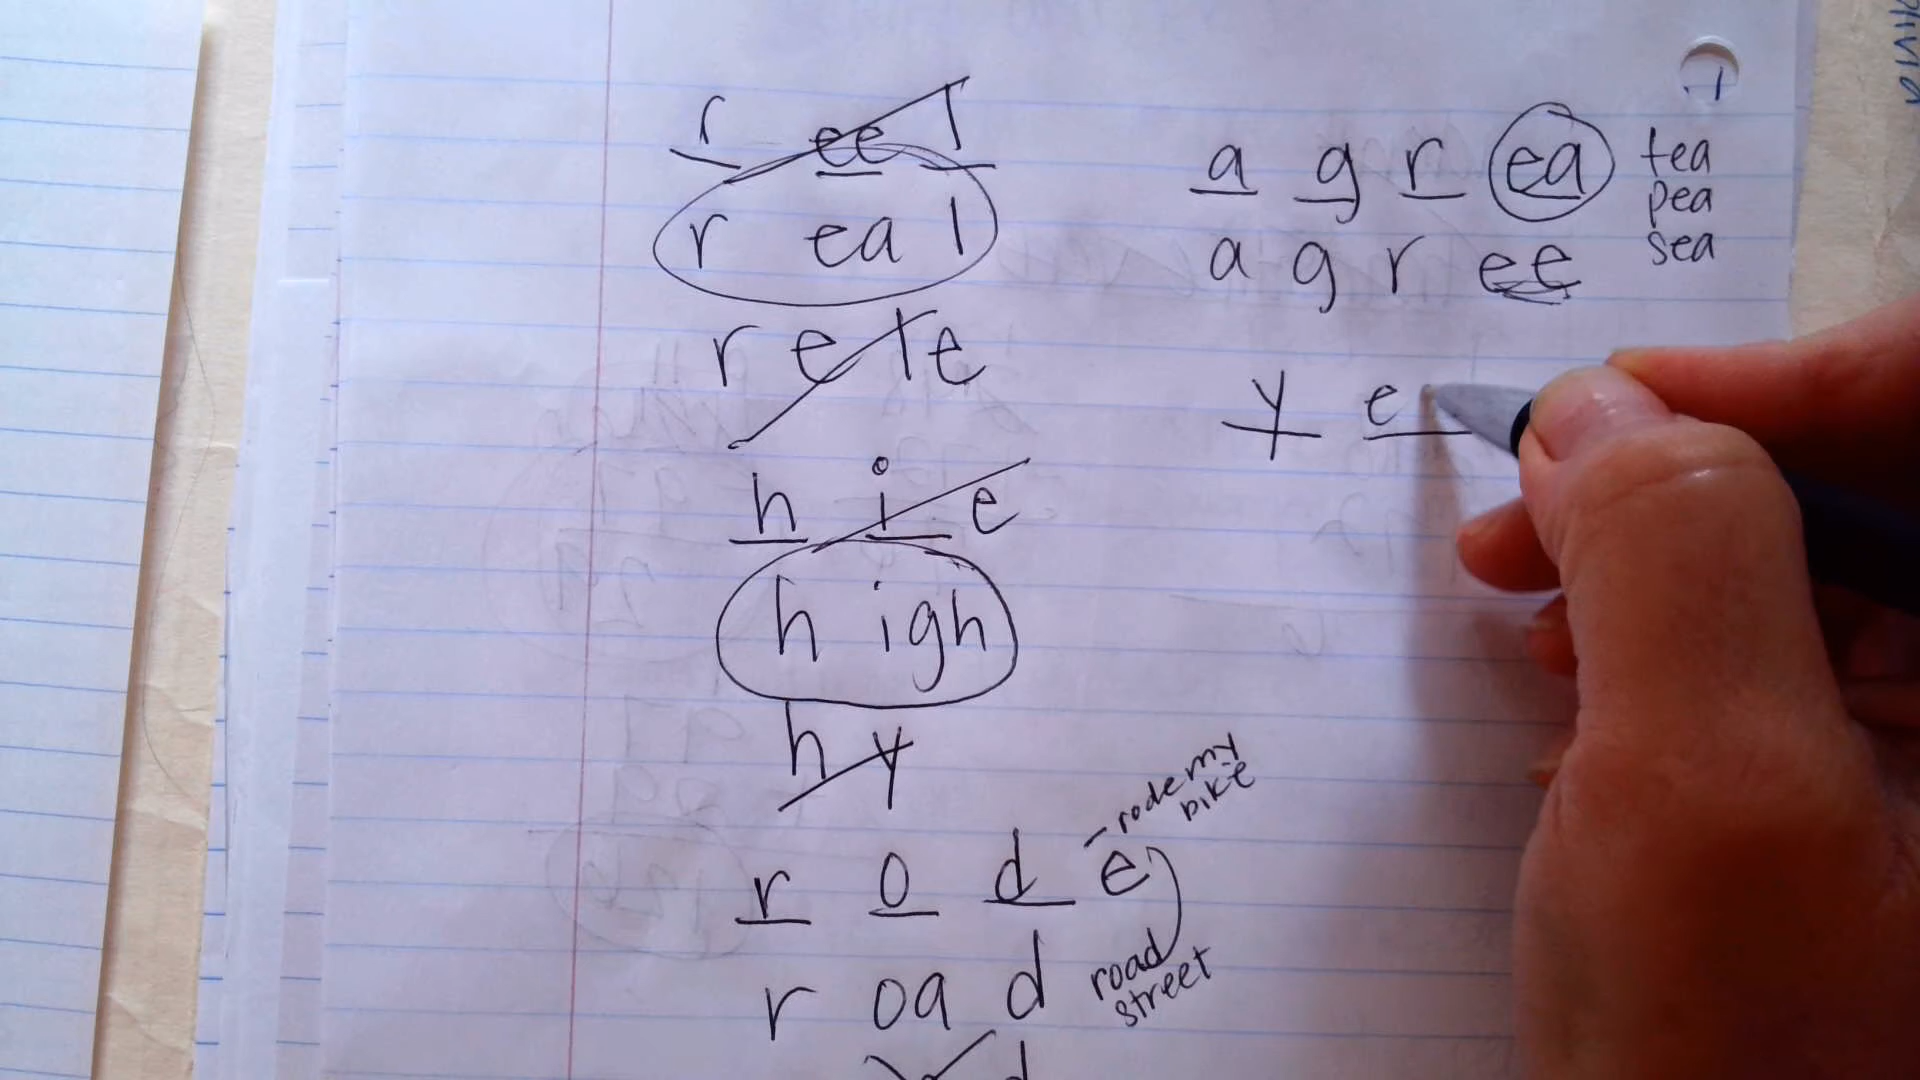 r ee l
r ea l
r e l e
h i e
h igh
h y
r o d e
- rode my
bike
r oa d
road
street
d
a g r ea
tea
pea
sea
a g r ee
y e